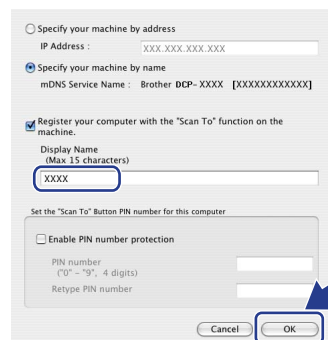 Specify your machine by address
IP Address : XXX.XXX.XXX.XXX
Specify your machine by name
mDNS Service Name : Brother DCP-XXXX [XXXXXXXXXXXX]
Register your computer with the "Scan To" function on the
machine.
Display Name
(Max 15 characters)
XXXX
Set the "Scan To" Button PIN number for this computer
Enable PIN number protection
PIN number
("0" - "9", 4 digits)
Retype PIN number
Cancel OK